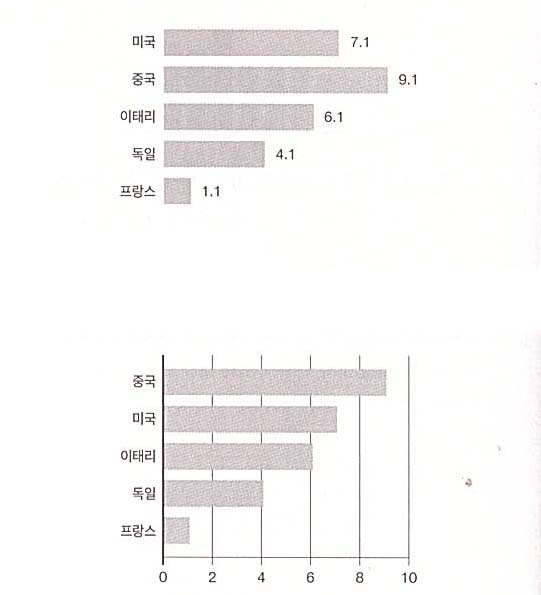 미국 7.1
중국 9.1
이태리 6.1
독일 4.1
프랑스 1.1
중국
미국
이태리
독일
프랑스
0 2 4 6 8 10